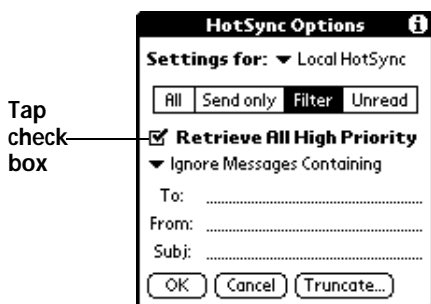 HotSync Options
Settings for: Local HotSync
All Send only Filter Unread
Tap
check
box
Retrieve All High Priority
Ignore Messages Containing
To:
From:
Subj:
OK Cancel Truncate...